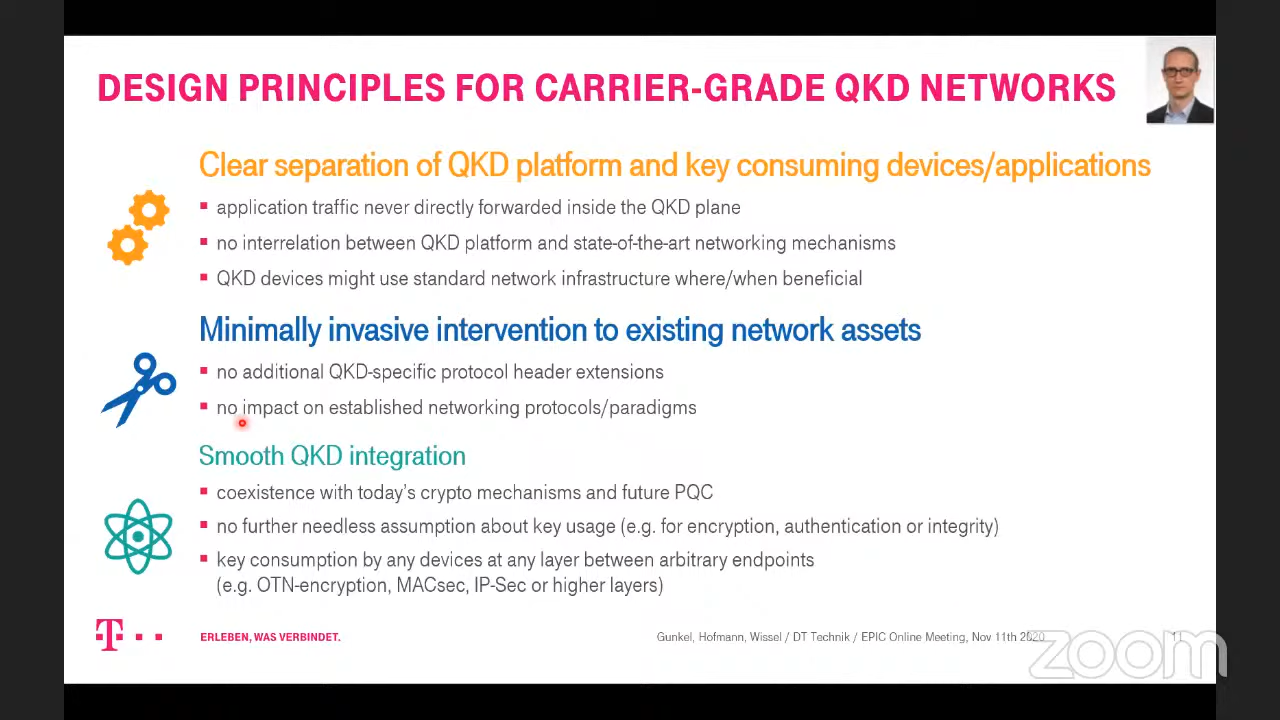 DESIGN PRINCIPLES FOR CARRIER-GRADE QKD NETWORKS
Clear separation of QKD platform and key consuming devices/applications
application traffic never directly forwarded inside the QKD plane
no interrelation between QKD platform and state-of-the-art networking mechanisms
QKD devices might use standard network infrastructure where/when beneficial
Minimally invasive intervention to existing network assets
no additional QKD-specific protocol header extensions
no impact on established networking protocols/paradigms
Smooth QKD integration
coexistence with today's crypto mechanisms and future PQC
no further needless assumption about key usage (e.g. for encryption, authentication or integrity)
key consumption by any devices at any layer between arbitrary endpoints
(e.g. OTN-encryption, MACsec, IP-Sec or higher layers)
T
ERLEBEN, WAS VERBINDET.
Gunkel, Hofmann, Wissel / DT Technik / EPIC Online Meeting, Nov 11th 2020
11
zoom